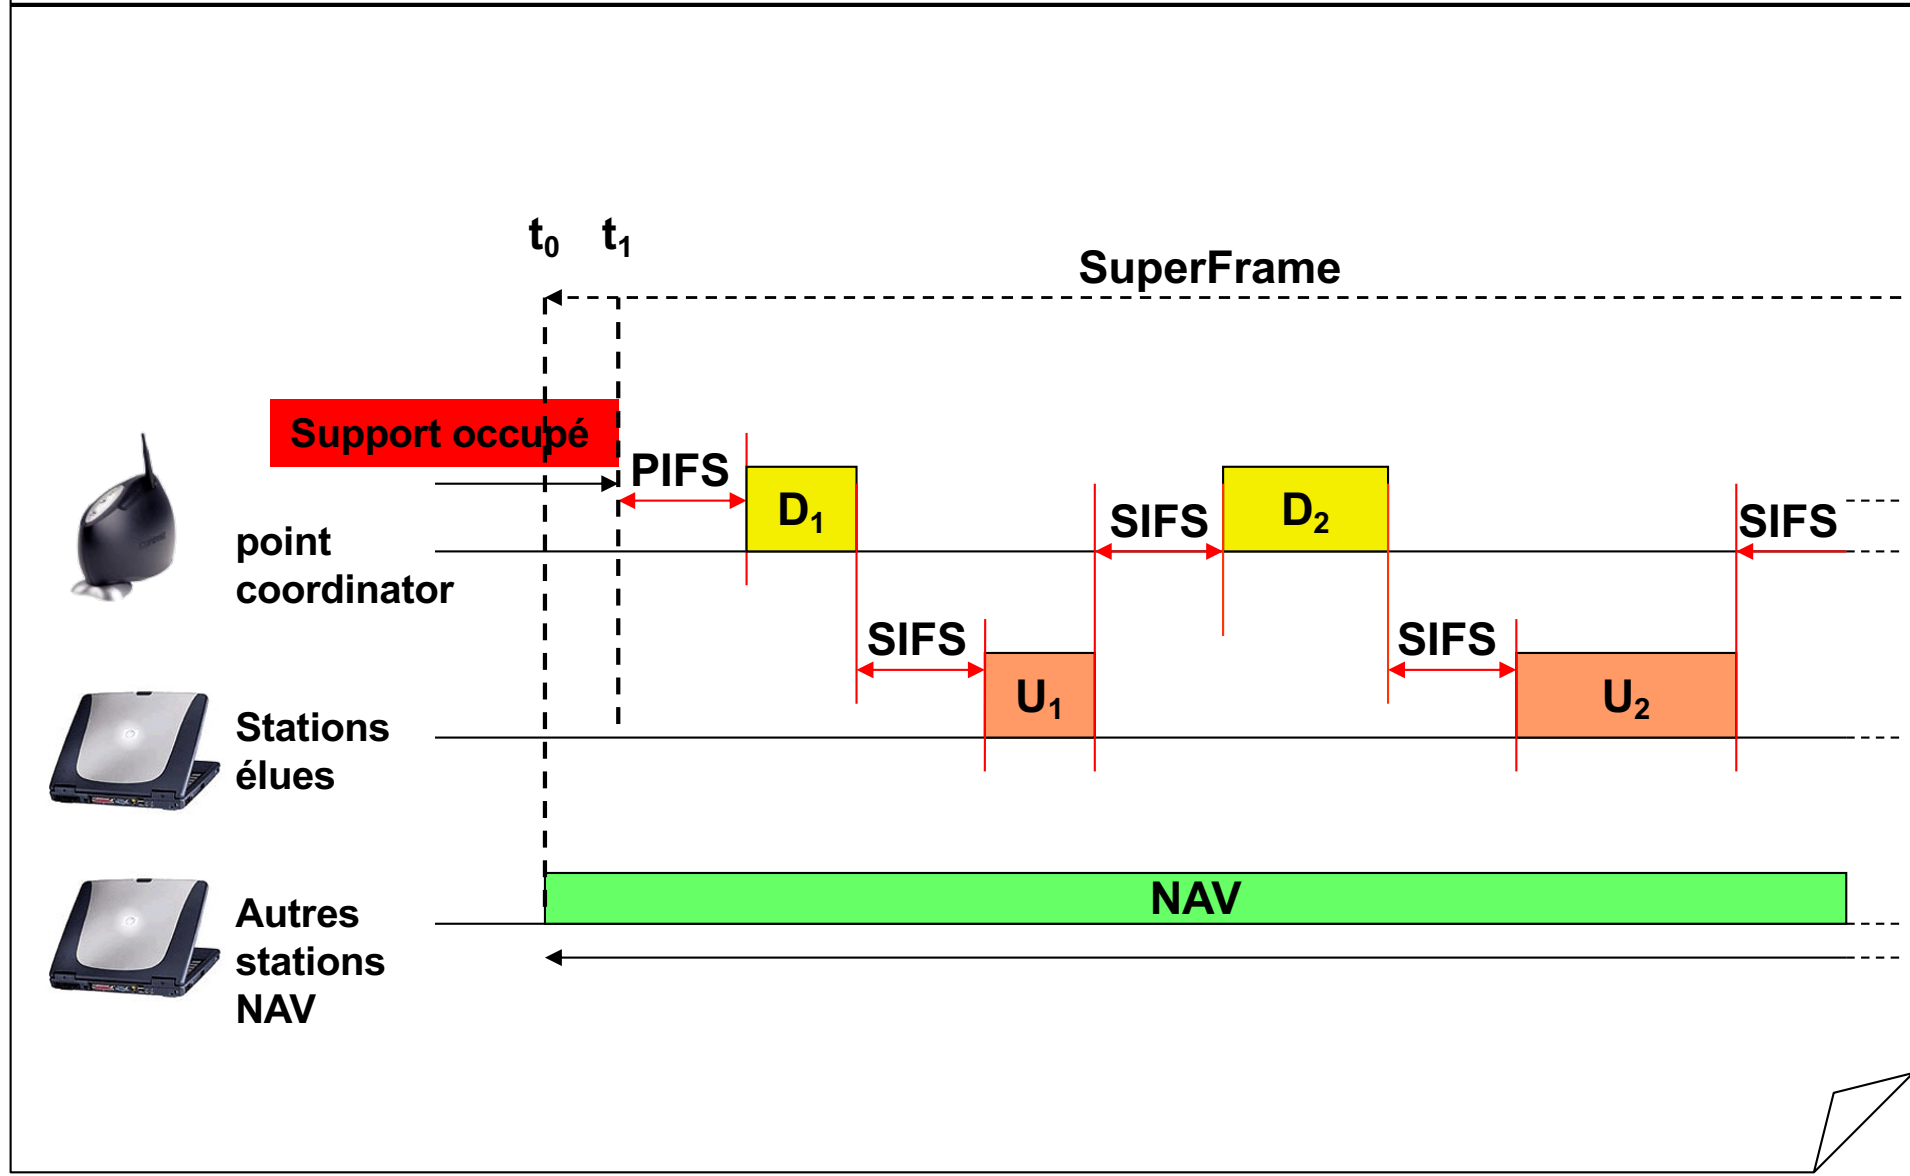 t0 t1
SuperFrame
Support occupé
PIFS
D1
SIFS
D2
SIFS
point
coordinator
SIFS
U1
SIFS
U2
Stations
élues
NAV
Autres
stations
NAV